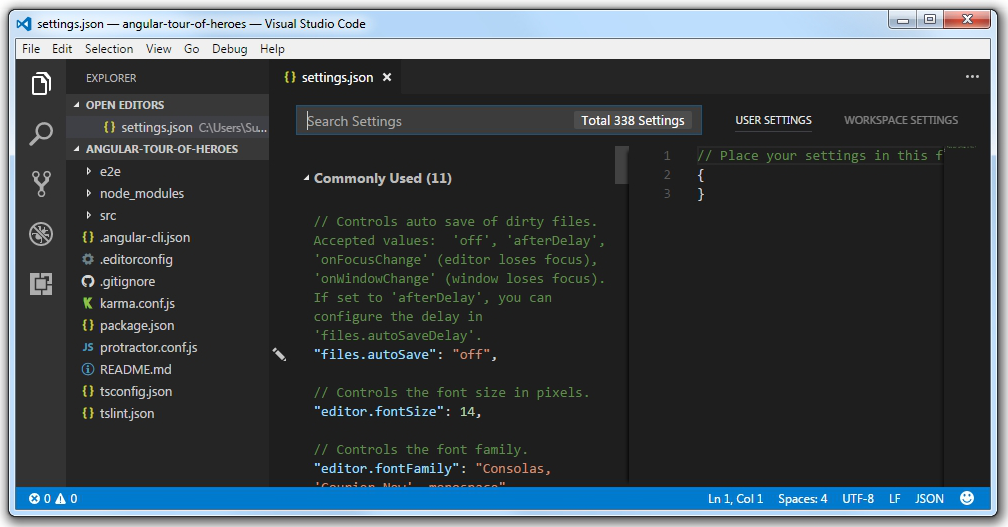 settings.json — angular-tour-of-heroes — Visual Studio Code
File Edit Selection View Go Debug Help
EXPLORER
OPEN EDITORS
{} settings.json C:\Users\Su...
ANGULAR-TOUR-OF-HEROES
e2e
node_modules
src
{} .angular-cli.json
.editorconfig
.gitignore
K karma.conf.js
{} package.json
JS protractor.conf.js
README.md
{} tsconfig.json
{} tslint.json
{} settings.json ×
Search Settings Total 338 Settings
USER SETTINGS WORKSPACE SETTINGS
Commonly Used (11)
// Controls auto save of dirty files.
Accepted values:  'off', 'afterDelay',
'onFocusChange' (editor loses focus),
'onWindowChange' (window loses focus).
If set to 'afterDelay', you can
configure the delay in
'files.autoSaveDelay'.
"files.autoSave": "off",
// Controls the font size in pixels.
"editor.fontSize": 14,
// Controls the font family.
"editor.fontFamily": "Consolas,
'Courier New', monospace"
1 // Place your settings in this f
2 {
3 }
0 0
Ln 1, Col 1 Spaces: 4 UTF-8 LF JSON